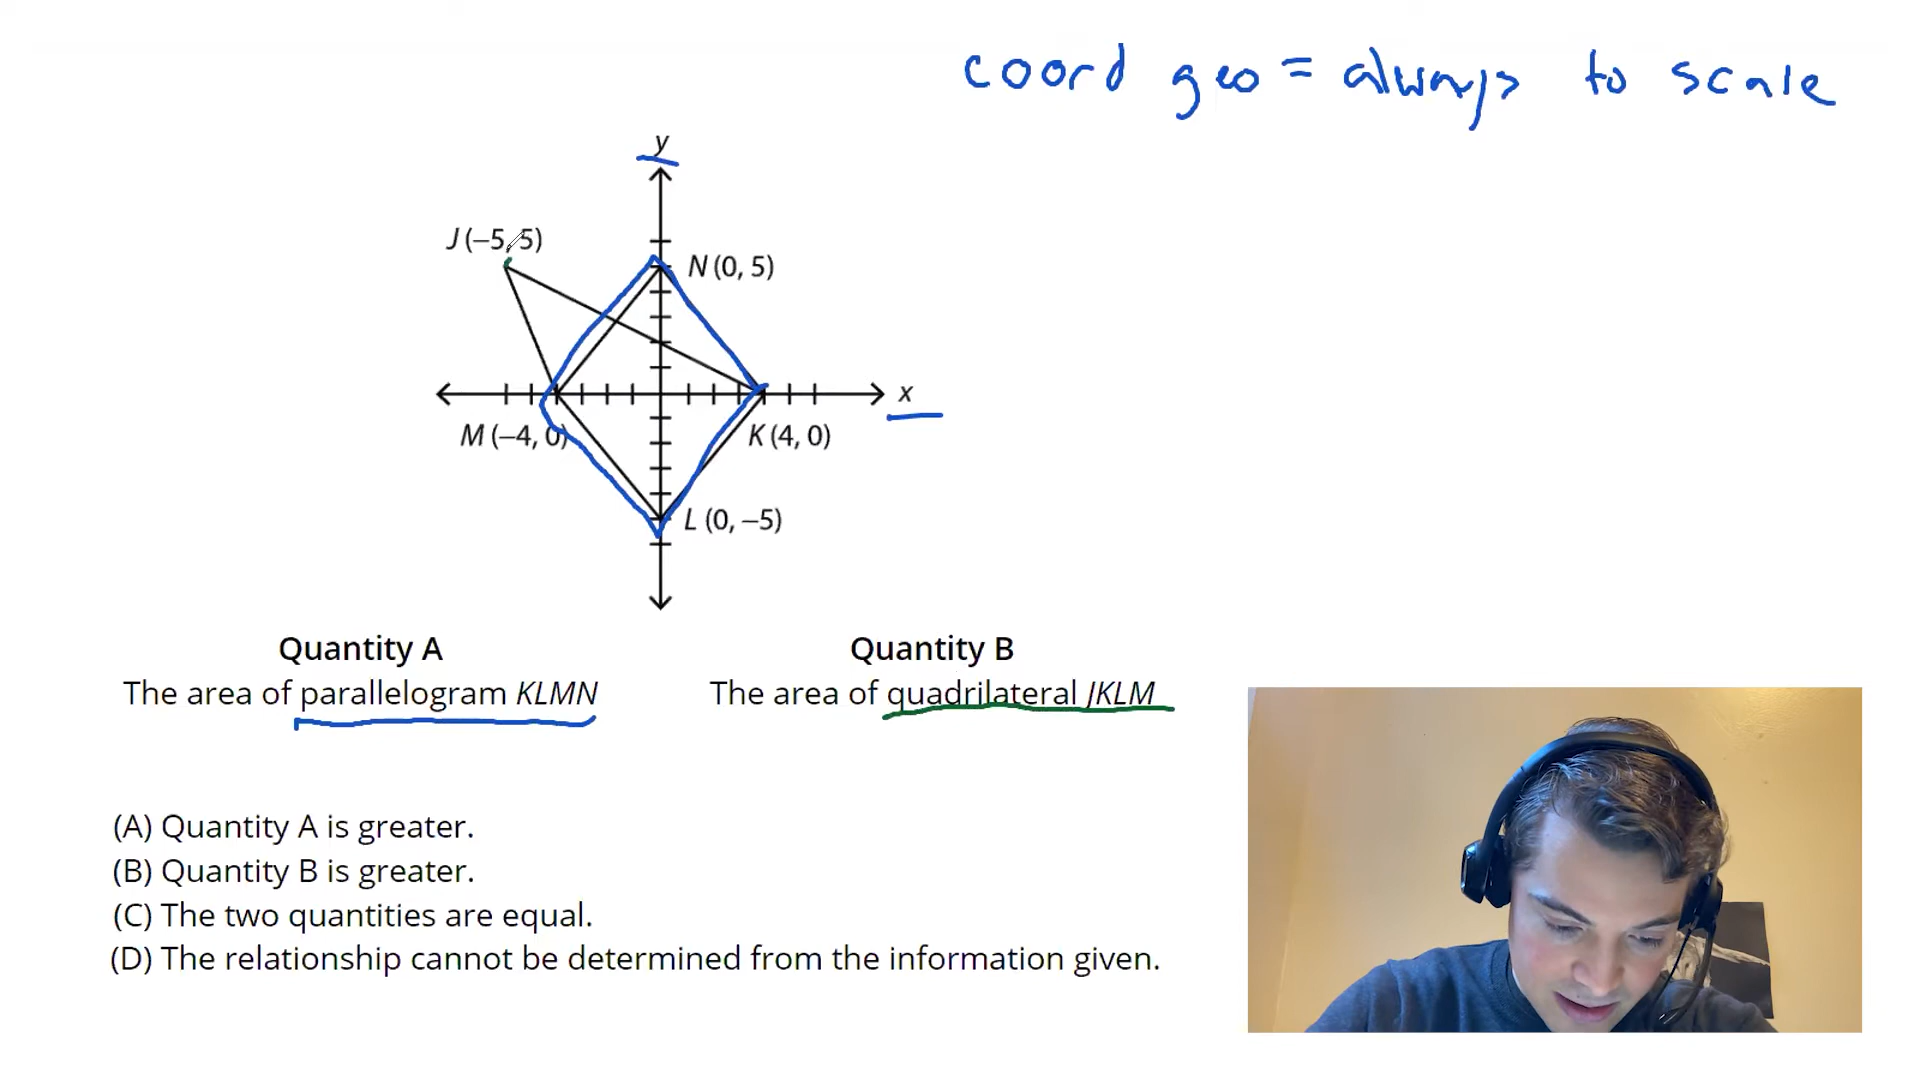 coord geo = always to scale
y
J (–5, 5)
N (0, 5)
x
M (–4, 0)
K (4, 0)
L (0, –5)
Quantity A
The area of parallelogram KLMN
Quantity B
The area of quadrilateral JKLM
(A) Quantity A is greater.
(B) Quantity B is greater.
(C) The two quantities are equal.
(D) The relationship cannot be determined from the information given.